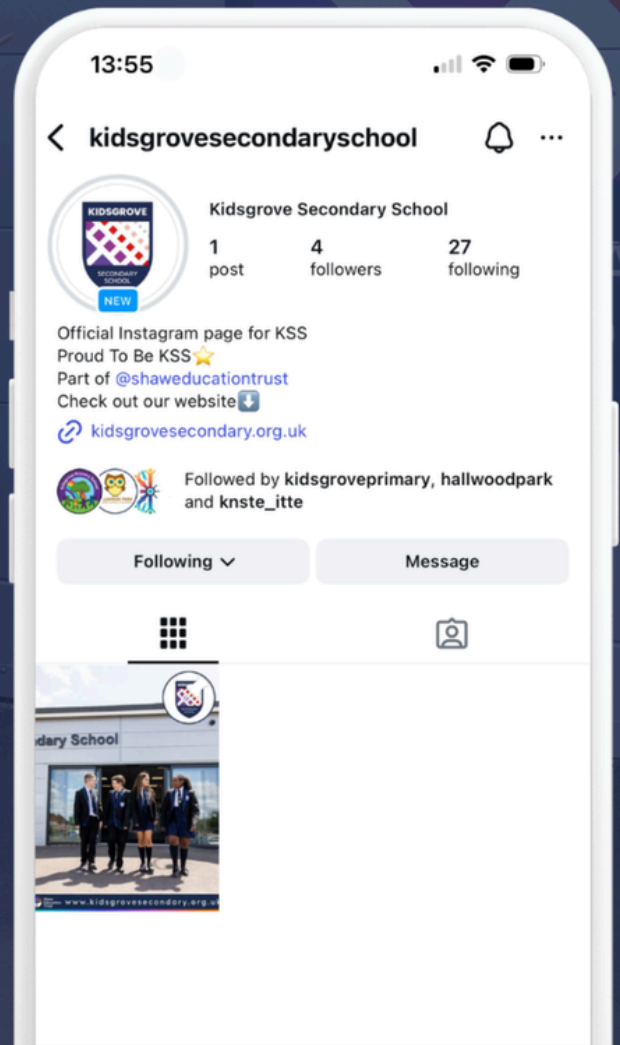 13:55
kidsgrovesecondaryschool
KIDSGROVE
SECONDARY
SCHOOL
NEW
Kidsgrove Secondary School
1
4
27
post
followers
following
Official Instagram page for KSS
Proud To Be KSS⭐
Part of @shaweducationtrust
Check out our website⬇️
kidsgrovesecondary.org.uk
Followed by kidsgroveprimary, hallwoodpark
and knste_itte
Following
Message
dary School
www.kidsgrovesecondary.org.uk